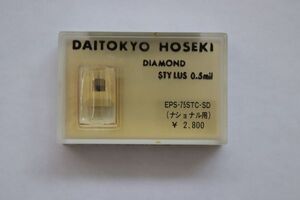 DAITOKYO HOSEKI
DIAMOND
STYLUS 0.5mil
EPS-75STC-SD
(ナショナル用)
¥ 2,800